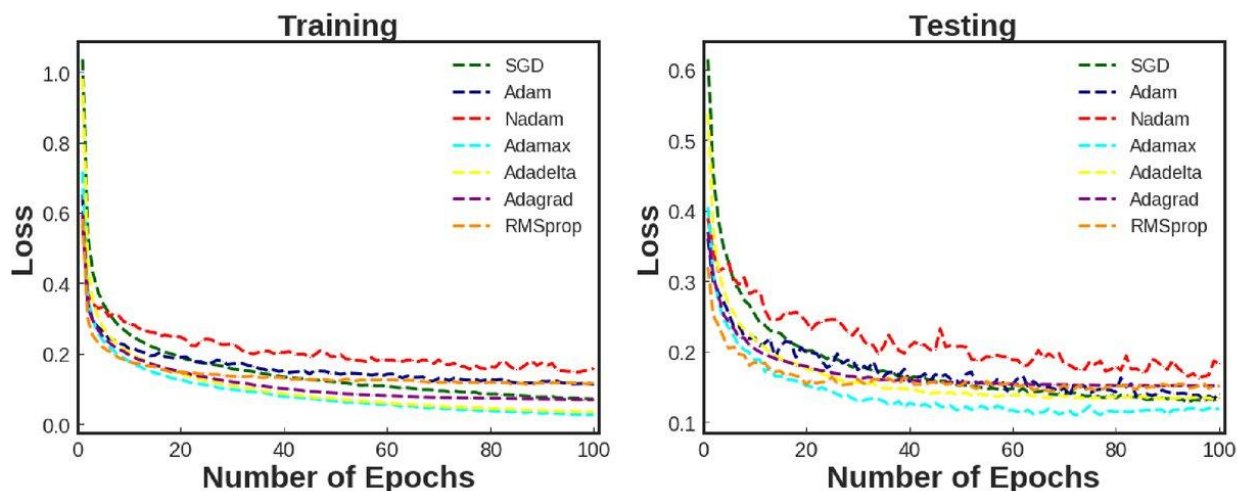 Training
Loss
1.0
0.8
0.6
0.4
0.2
0.0
SGD
Adam
Nadam
Adamax
Adadelta
Adagrad
RMSprop
0
20
40
60
80
100
Number of Epochs
Testing
Loss
0.6
0.5
0.4
0.3
0.2
0.1
SGD
Adam
Nadam
Adamax
Adadelta
Adagrad
RMSprop
0
20
40
60
80
100
Number of Epochs